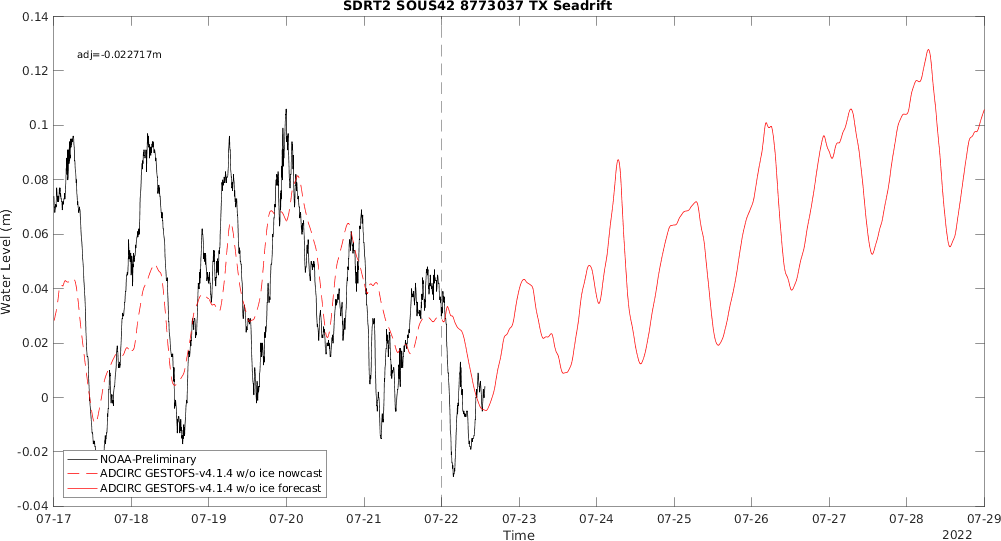 SDRT2 SOUS42 8773037 TX Seadrift
0.14
0.12
0.1
0.08
0.06
0.04
0.02
0
-0.02
-0.04
Water Level (m)
adj=-0.022717m
NOAA-Preliminary
ADCIRC GESTOFS-v4.1.4 w/o ice nowcast
ADCIRC GESTOFS-v4.1.4 w/o ice forecast
07-17 07-18 07-19 07-20 07-21 07-22 07-23 07-24 07-25 07-26 07-27 07-28 07-29
Time
2022